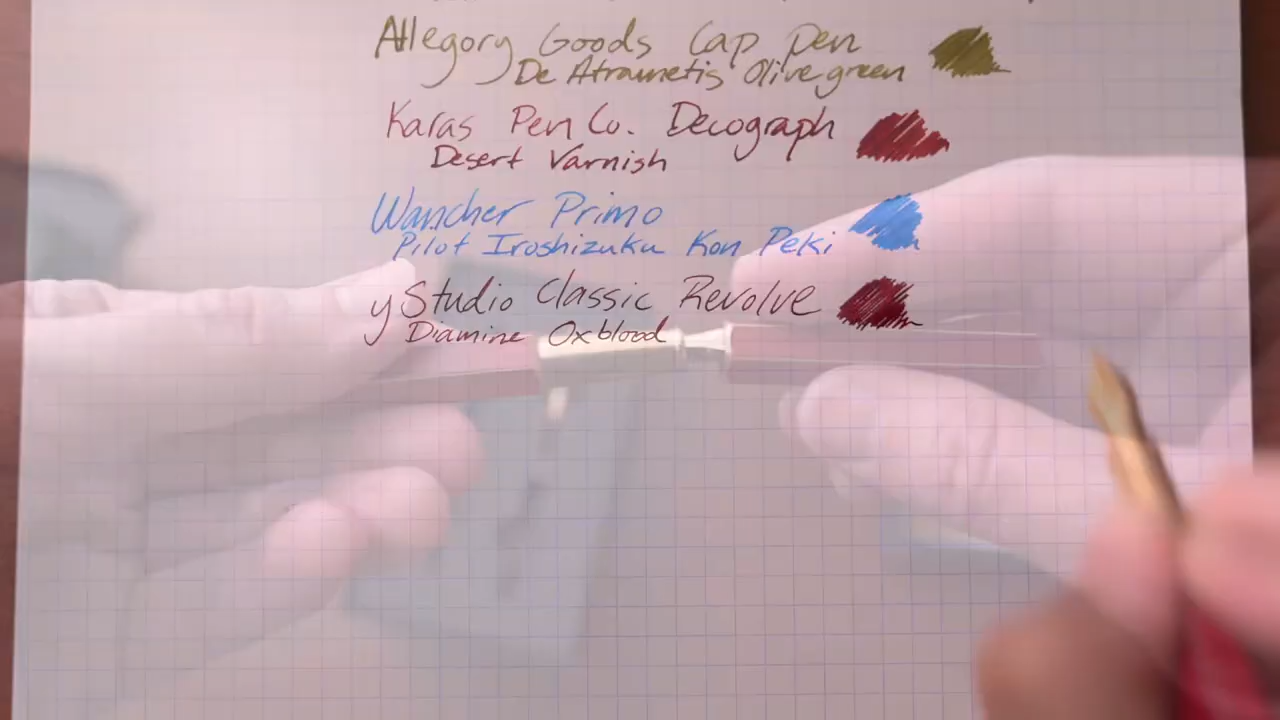 Allegory Goods Cap Pen
De Atramnetis Olive green
Karas Pen Co. Decograph
Desert Varnish
Wancher Primo
Pilot Iroshizuku Kon Peki
yStudio Classic Revolve
Diamine Oxblood